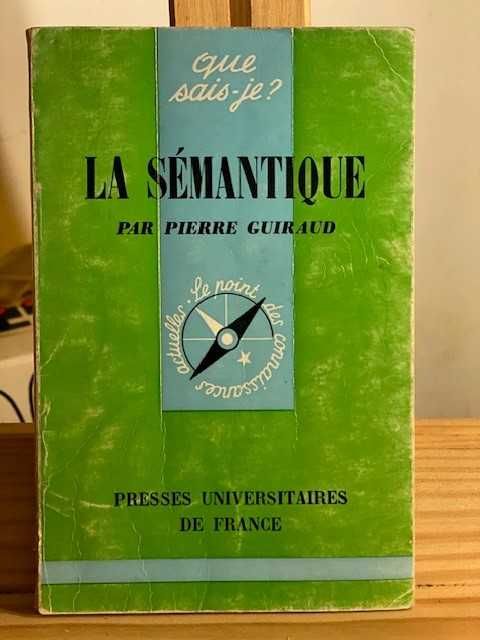 que
sais-je?
LA SÉMANTIQUE
PAR PIERRE GUIRAUD
Le point des connaissances actuelles.
PRESSES UNIVERSITAIRES
DE FRANCE